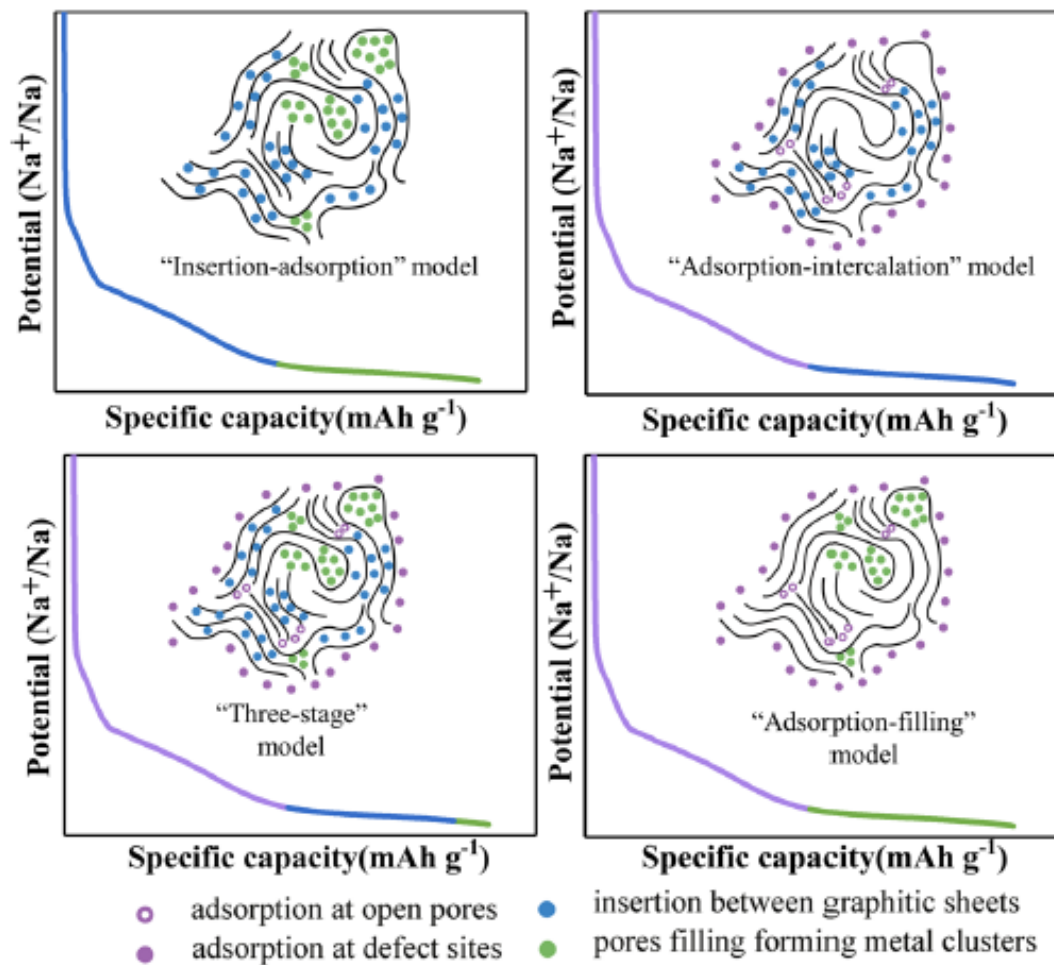 Potential (Na⁺/Na)
"Insertion-adsorption" model
Specific capacity(mAh g⁻¹)
Potential (Na⁺/Na)
"Adsorption-intercalation" model
Specific capacity(mAh g⁻¹)
Potential (Na⁺/Na)
"Three-stage"
model
Specific capacity(mAh g⁻¹)
Potential (Na⁺/Na)
"Adsorption-filling"
model
Specific capacity(mAh g⁻¹)
adsorption at open pores
insertion between graphitic sheets
adsorption at defect sites
pores filling forming metal clusters